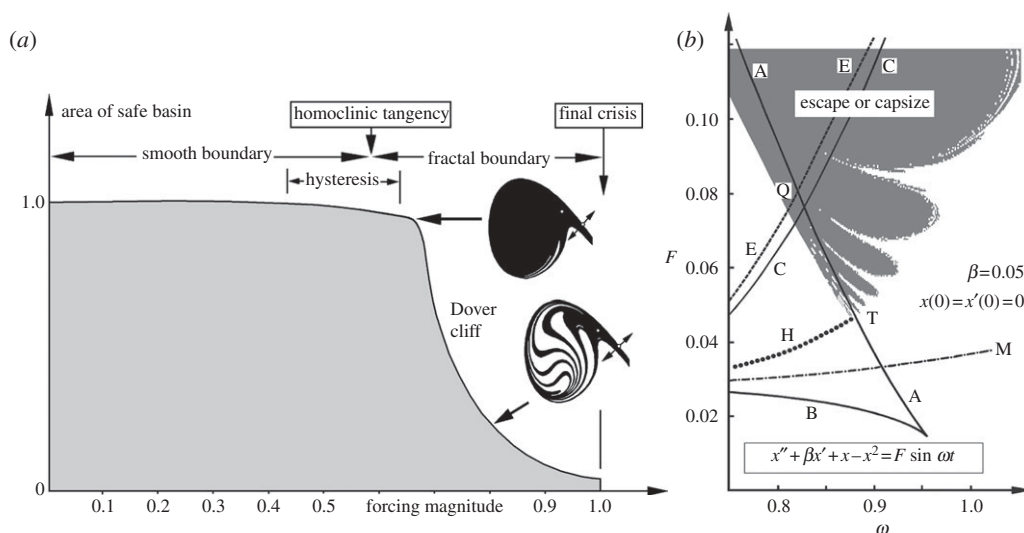 (a)
area of safe basin
homoclinic tangency
final crisis
smooth boundary
fractal boundary
hysteresis
1.0
Dover
cliff
0
0.1 0.2 0.3 0.4 0.5 forcing magnitude 0.9 1.0
(b)
A E C
escape or capsize
0.10
0.08
Q
E
0.06
F
C
β=0.05
x(0)=x′(0)=0
T
H
0.04
M
A
B
0.02
x″+βx′+x−x²=F sin ωt
0.8 0.9 1.0
ω